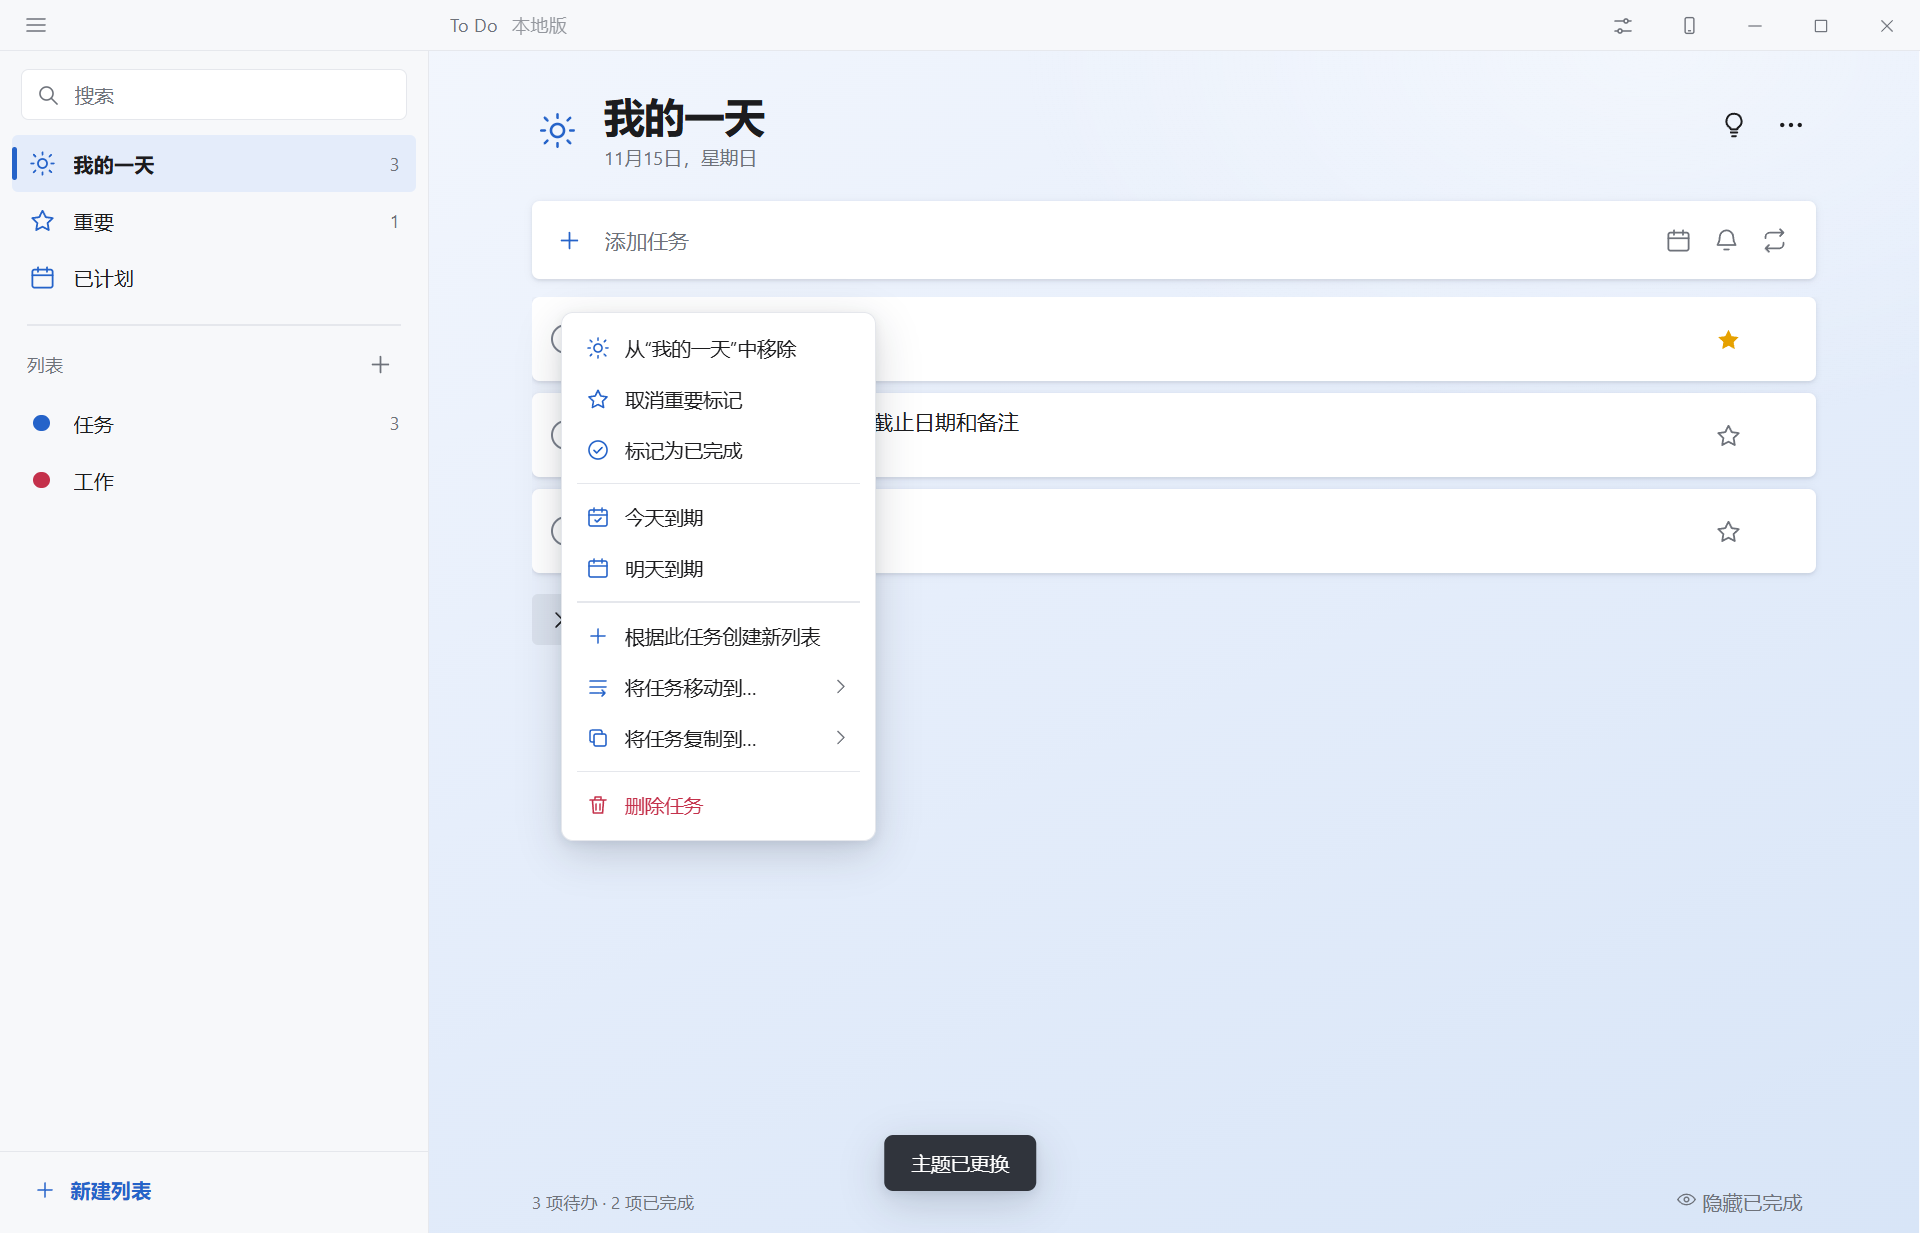 To Do 本地版
搜索
我的一天 3
重要 1
已计划
列表
任务 3
工作
新建列表
我的一天
11月15日，星期日
添加任务
截止日期和备注
从“我的一天”中移除
取消重要标记
标记为已完成
今天到期
明天到期
根据此任务创建新列表
将任务移动到...
将任务复制到...
删除任务
主题已更换
3 项待办 · 2 项已完成
隐藏已完成